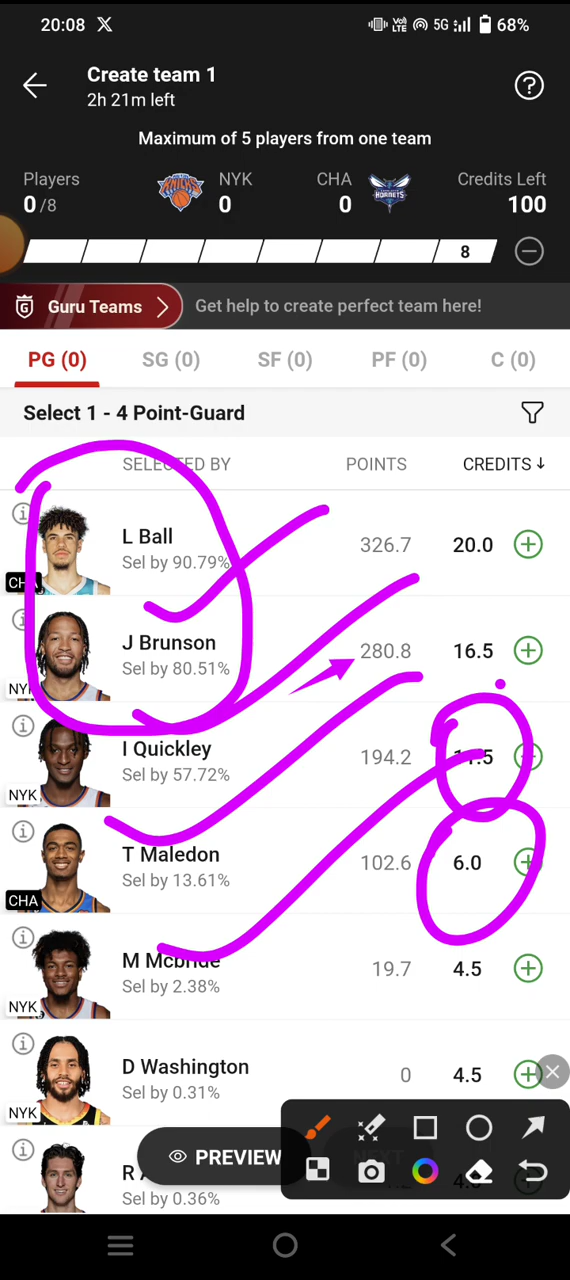 20:08 X Vo) LTE 5G 68%
Create team 1
2h 21m left
?
Maximum of 5 players from one team
Players NYK CHA Credits Left
0/8 0 0 100
8
G Guru Teams Get help to create perfect team here!
PG (0) SG (0) SF (0) PF (0) C (0)
Select 1 - 4 Point-Guard
SELECTED BY POINTS CREDITS ↓
L Ball 326.7 20.0
Sel by 90.79%
CHA
J Brunson 280.8 16.5
Sel by 80.51%
NYK
I Quickley 194.2
Sel by 57.72%
NYK
T Maledon 102.6 6.0
Sel by 13.61%
CHA
M Mcbride 19.7 4.5
Sel by 2.38%
NYK
D Washington 0 4.5
Sel by 0.31%
NYK
PREVIEW
R
Sel by 0.36%